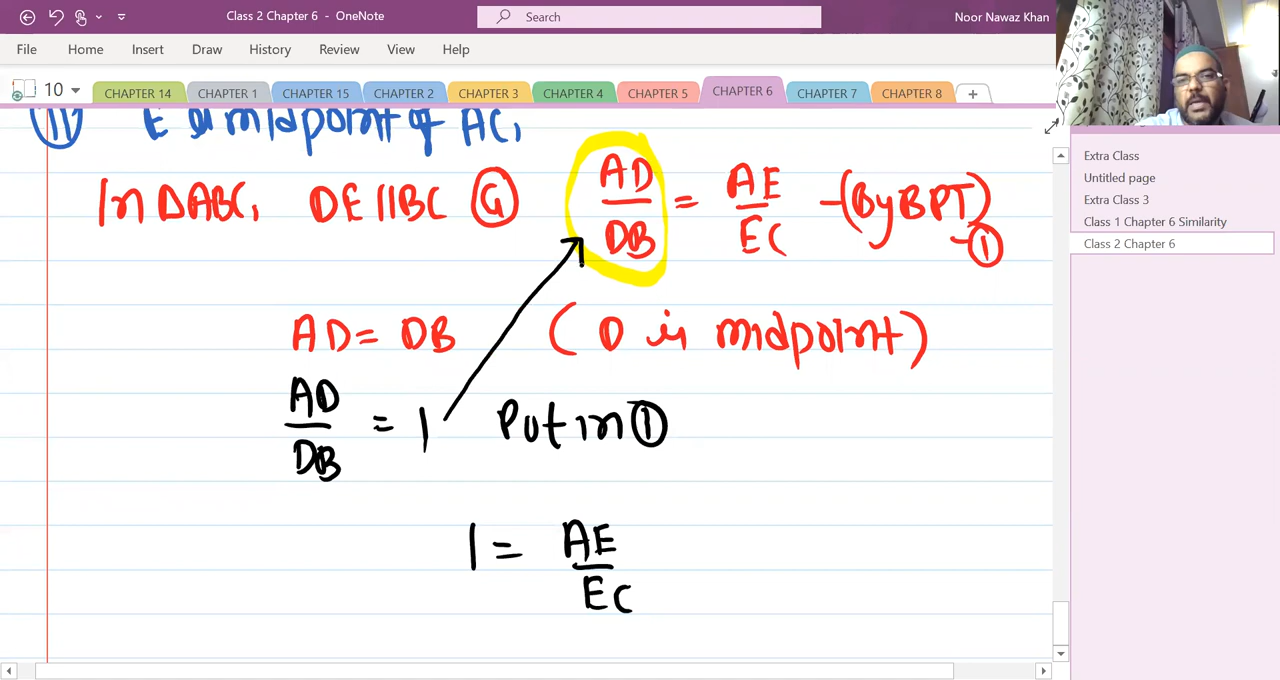 Class 2 Chapter 6 - OneNote
Search
Noor Nawaz Khan
File Home Insert Draw History Review View Help
10 CHAPTER 14 CHAPTER 1 CHAPTER 15 CHAPTER 2 CHAPTER 3 CHAPTER 4 CHAPTER 5 CHAPTER 6 CHAPTER 7 CHAPTER 8 +
Extra Class
Untitled page
Extra Class 3
Class 1 Chapter 6 Similarity
Class 2 Chapter 6
(ii) E is midpoint of AC,
In ΔABC, DE||BC (G) AD/DB = AE/EC -(By BPT) -①
AD = DB (D is midpoint)
AD/DB = 1 Put in ①
1 = AE/EC